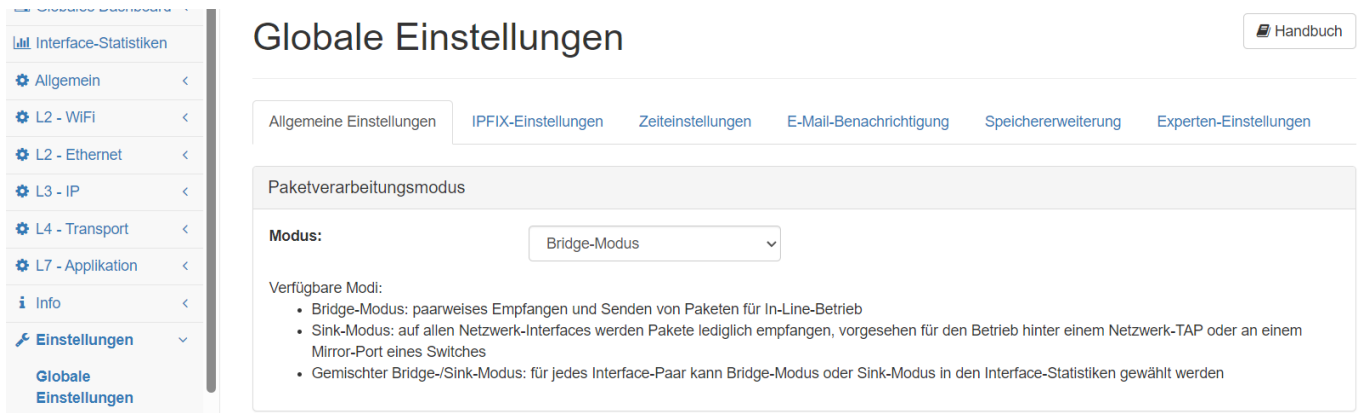 Globales Dashboard
Interface-Statistiken
Allgemein
L2 - WiFi
L2 - Ethernet
L3 - IP
L4 - Transport
L7 - Applikation
Info
Einstellungen
Globale
Einstellungen
Globale Einstellungen
Handbuch
Allgemeine Einstellungen IPFIX-Einstellungen Zeiteinstellungen E-Mail-Benachrichtigung Speichererweiterung Experten-Einstellungen
Paketverarbeitungsmodus
Modus: Bridge-Modus
Verfügbare Modi:
• Bridge-Modus: paarweises Empfangen und Senden von Paketen für In-Line-Betrieb
• Sink-Modus: auf allen Netzwerk-Interfaces werden Pakete lediglich empfangen, vorgesehen für den Betrieb hinter einem Netzwerk-TAP oder an einem
Mirror-Port eines Switches
• Gemischter Bridge-/Sink-Modus: für jedes Interface-Paar kann Bridge-Modus oder Sink-Modus in den Interface-Statistiken gewählt werden